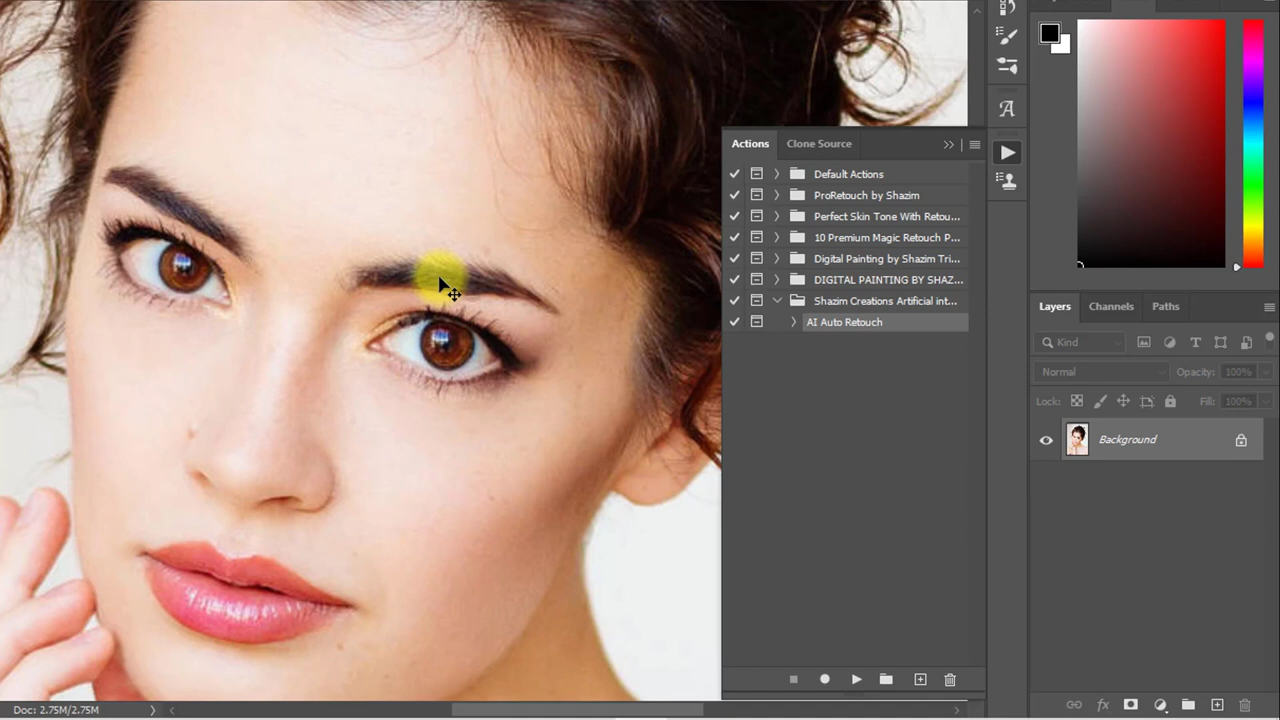 Actions
Clone Source
Default Actions
ProRetouch by Shazim
Perfect Skin Tone With Retou...
10 Premium Magic Retouch P...
Digital Painting by Shazim Tri...
DIGITAL PAINTING BY SHAZ...
Shazim Creations Artificial int...
AI Auto Retouch
Layers
Channels
Paths
Kind
Normal
Opacity: 100%
Lock:
Fill: 100%
Background
fx
Doc: 2.75M/2.75M